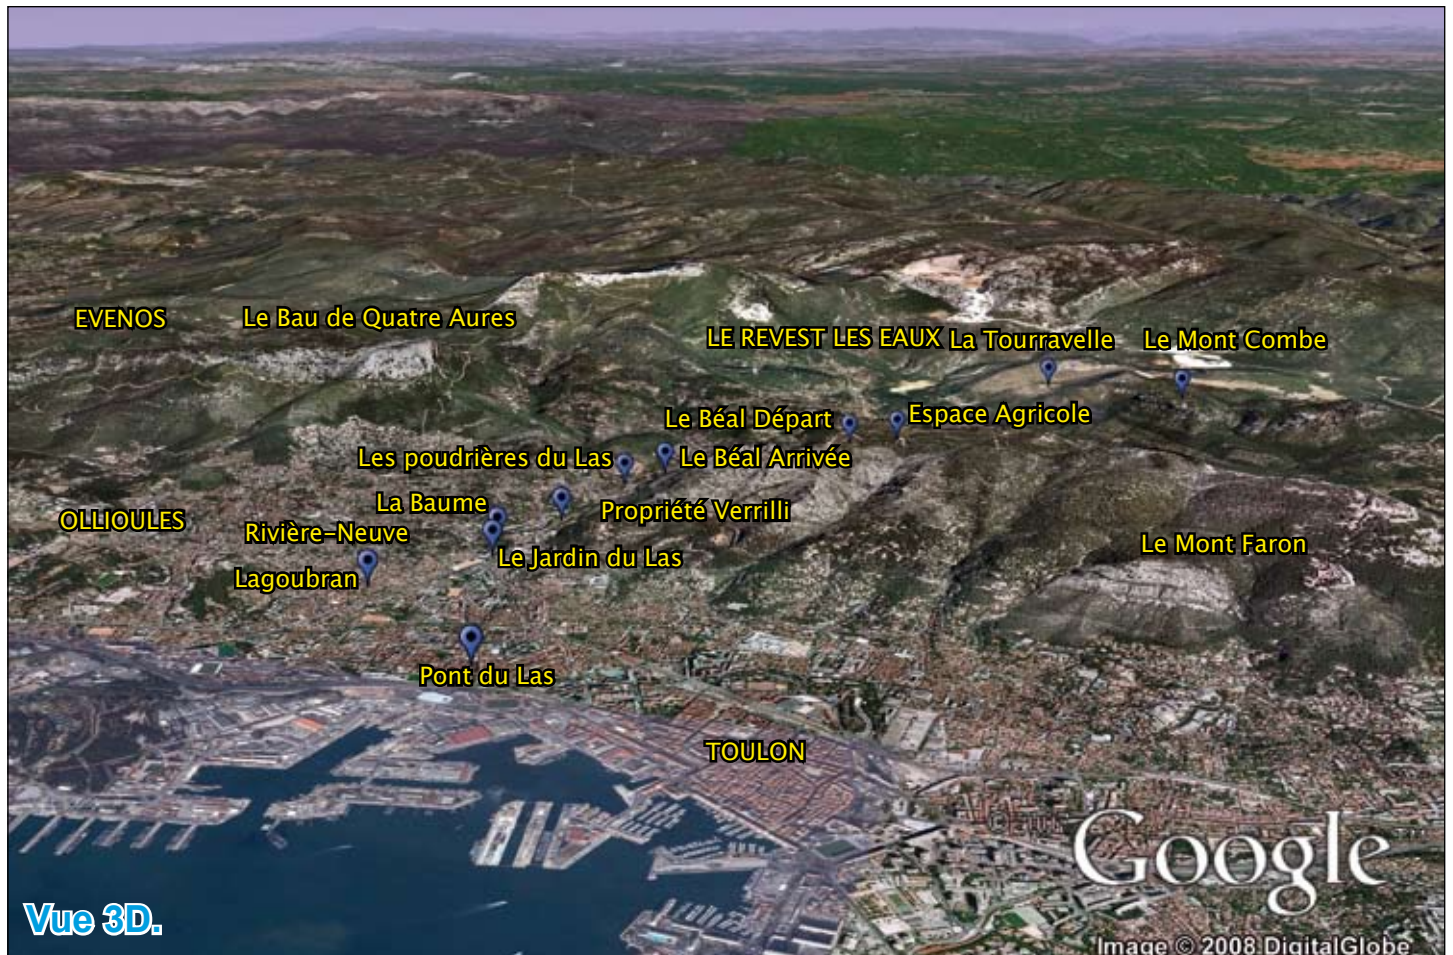 EVENOS
Le Bau de Quatre Aures
LE REVEST LES EAUX
La Tourravelle
Le Mont Combe
Le Béal Départ
Espace Agricole
Les poudrières du Las
Le Béal Arrivée
La Baume
Propriété Verrilli
OLLIOULES
Rivière-Neuve
Le Jardin du Las
Le Mont Faron
Lagoubran
Pont du Las
TOULON
Google
Vue 3D.
Image © 2008 DigitalGlobe